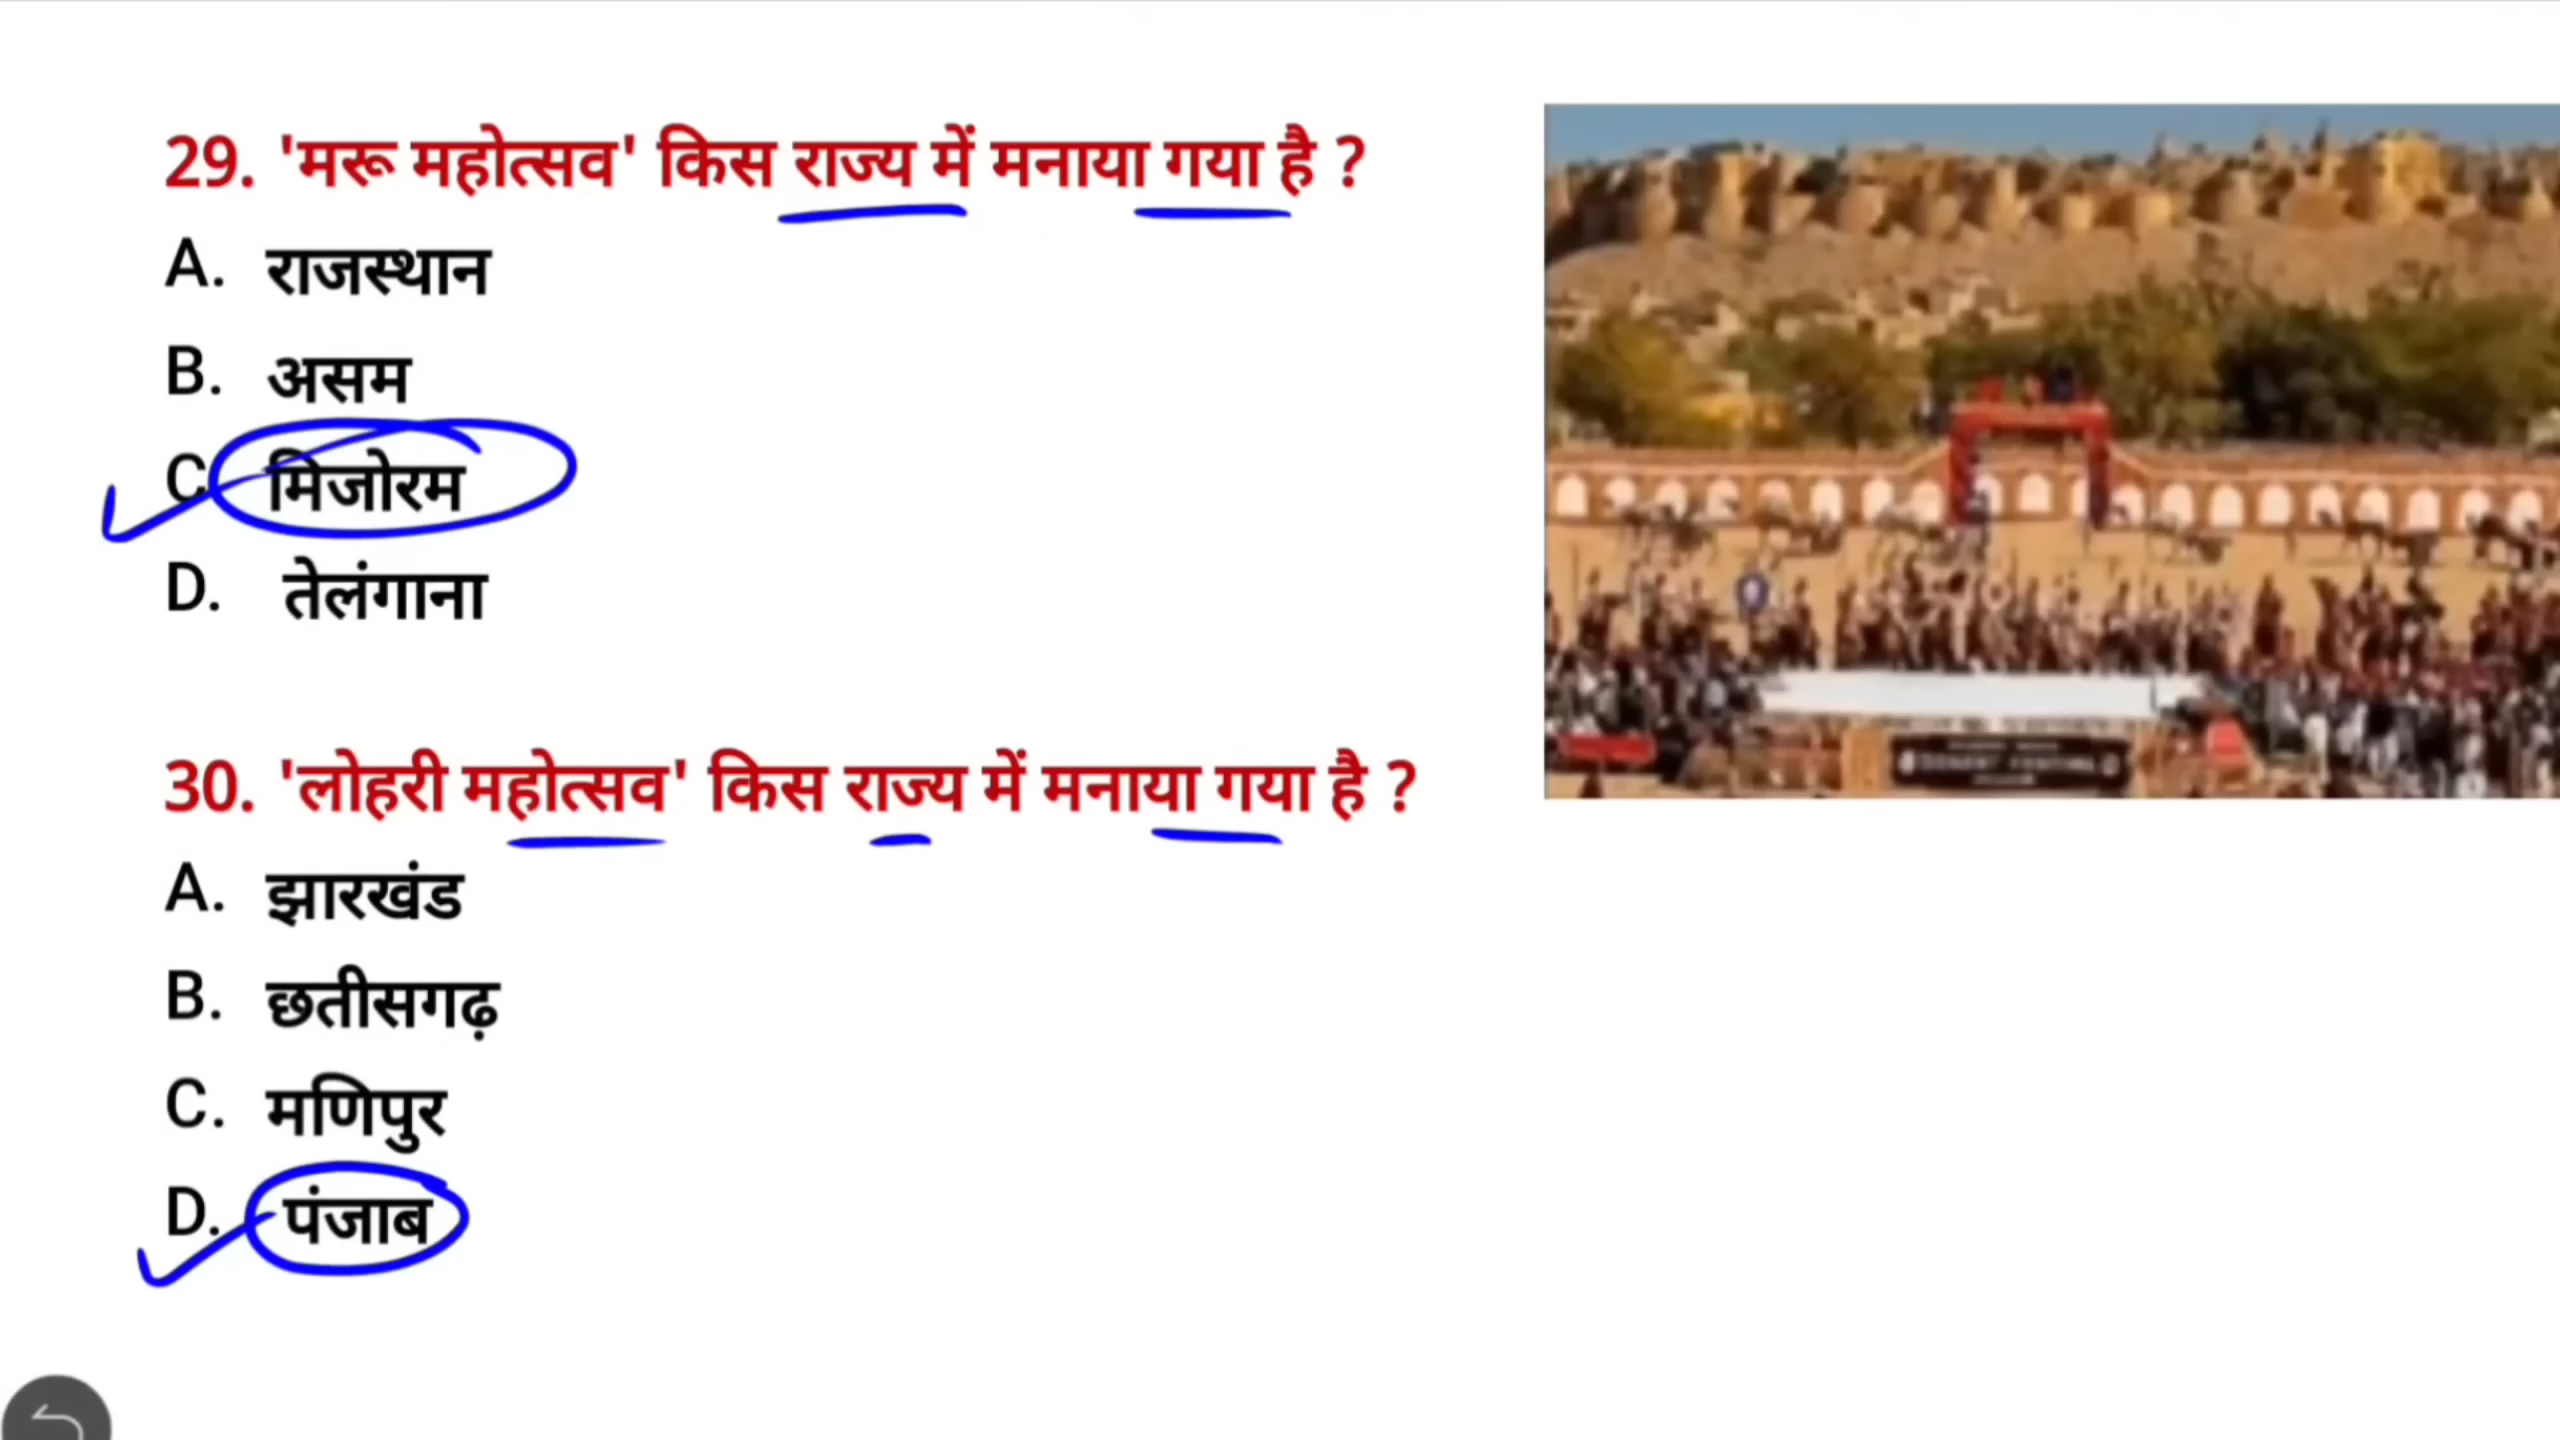 29. 'मरू महोत्सव' किस राज्य में मनाया गया है ?
A. राजस्थान
B. असम
C मिजोरम
D. तेलंगाना
30. 'लोहरी महोत्सव' किस राज्य में मनाया गया है ?
A. झारखंड
B. छतीसगढ़
C. मणिपुर
D. पंजाब